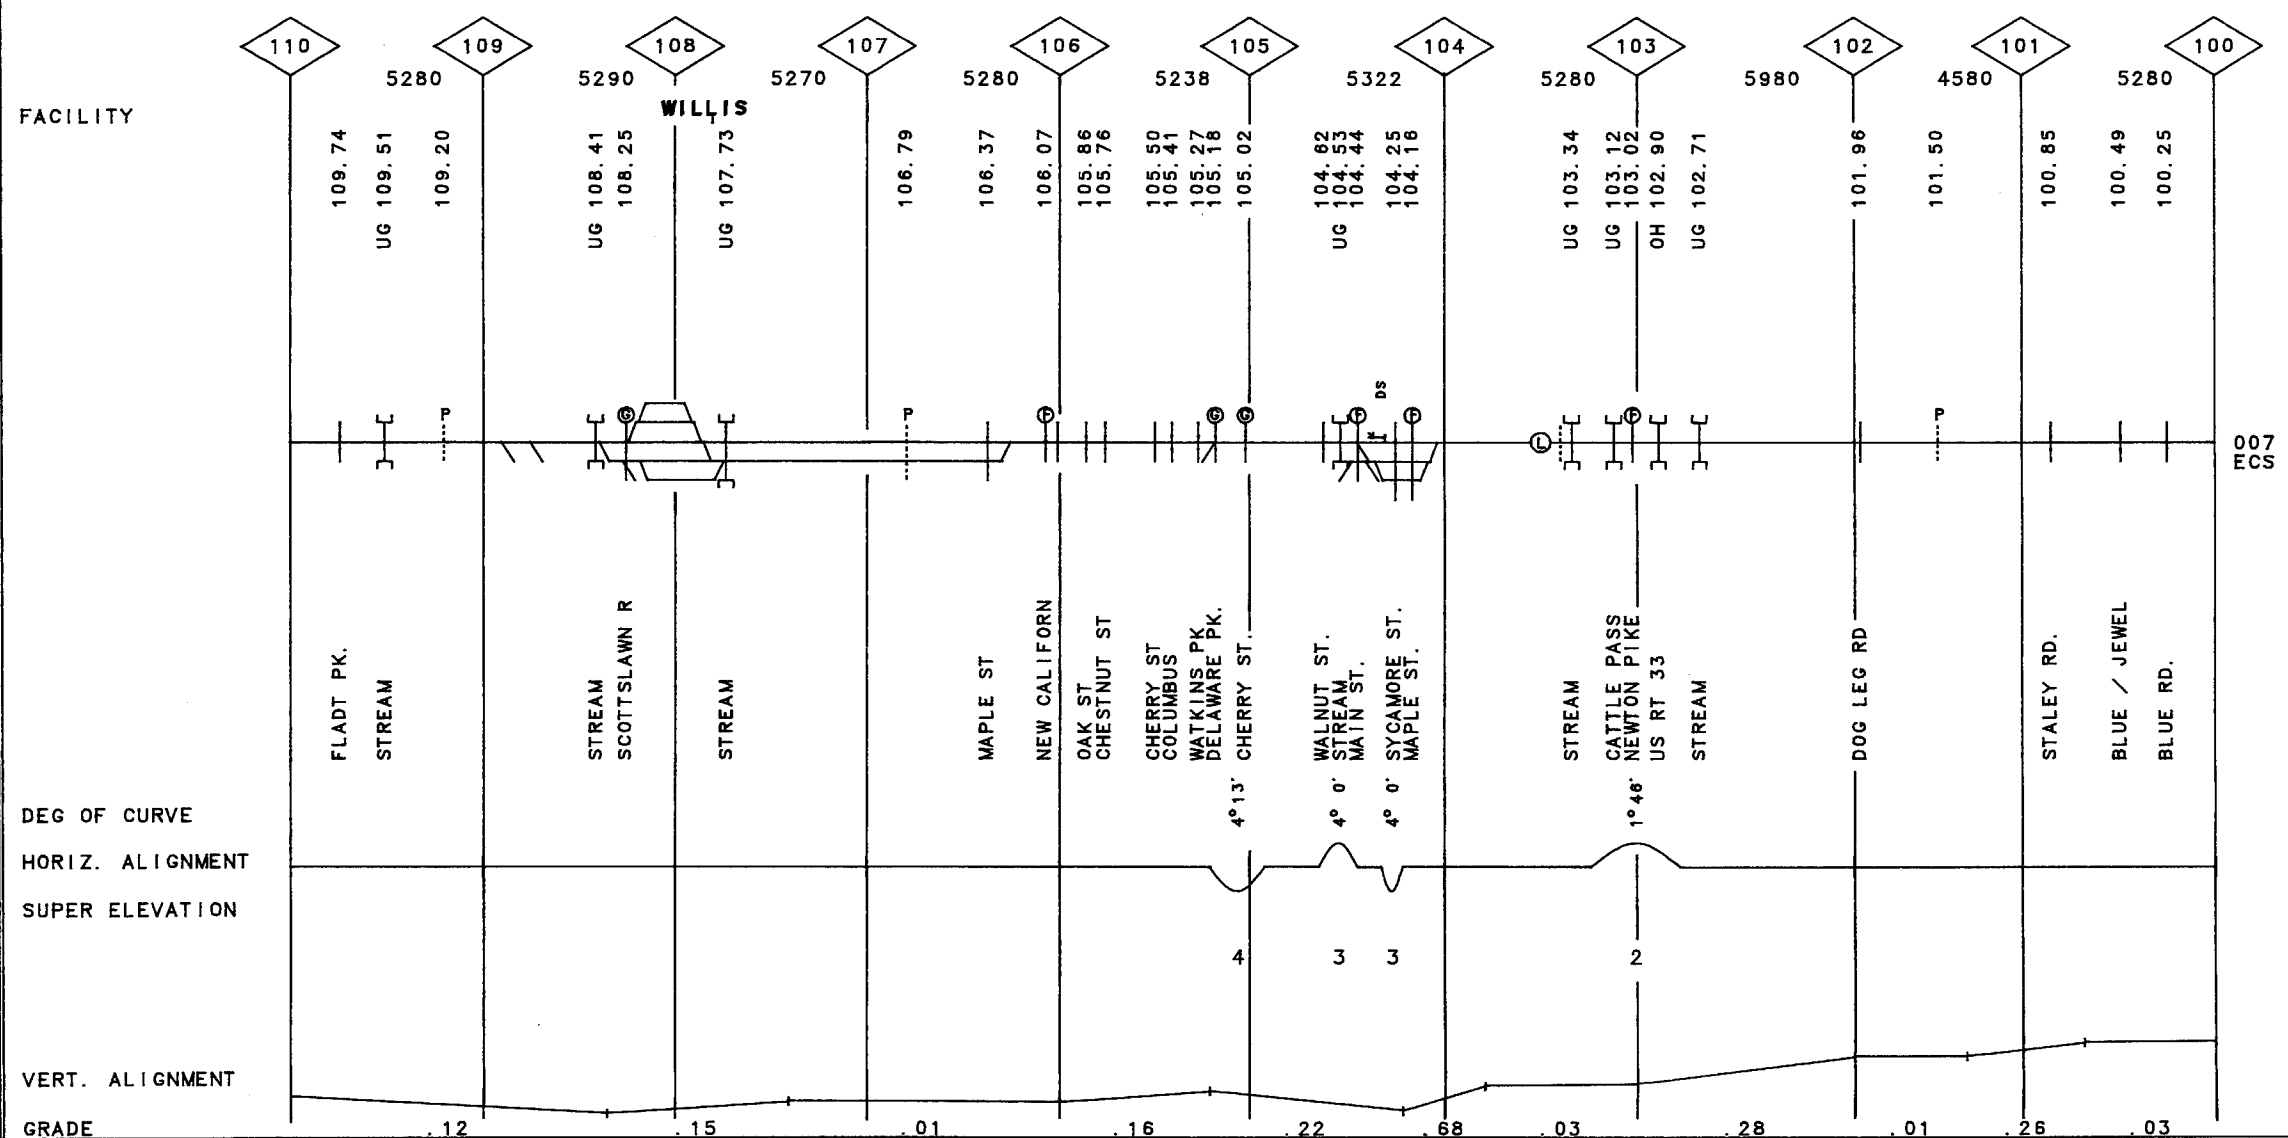 110 109 108 107 106 105 104 103 102 101 100
5280 5290 5270 5280 5238 5322 5280 5980 4580 5280
FACILITY
WILLIS
109.74
UG 109.51
109.20
UG 108.41
108.25
UG 107.73
106.79
106.37
106.07
105.86
105.76
105.50
105.41
105.27
105.18
105.02
104.62
UG 104.53
104.44
104.25
104.16
UG 103.34
UG 103.12
103.02
OH 102.90
UG 102.71
101.96
101.50
100.85
100.49
100.25
DS
P G P F G G F F L F P
007
ECS
FLADT PK.
STREAM
STREAM
SCOTTSLAWN R
STREAM
MAPLE ST
NEW CALIFORN
OAK ST
CHESTNUT ST
CHERRY ST
COLUMBUS
WATKINS PK
DELAWARE PK.
CHERRY ST.
WALNUT ST.
STREAM
MAIN ST.
SYCAMORE ST.
MAPLE ST.
STREAM
CATTLE PASS
NEWTON PIKE
US RT 33
STREAM
DOG LEG RD
STALEY RD.
BLUE / JEWEL
BLUE RD.
DEG OF CURVE
4°13' 4° 0' 4° 0' 1°46'
HORIZ. ALIGNMENT
SUPER ELEVATION
4 3 3 2
VERT. ALIGNMENT
GRADE .12 .15 .01 .16 .22 .68 .03 .28 .01 .26 .03